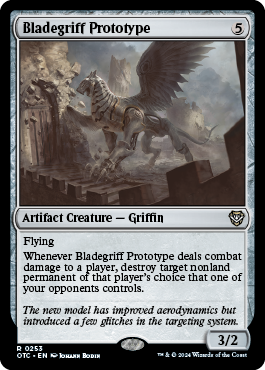 Bladegriff Prototype 5
Artifact Creature — Griffin
Flying
Whenever Bladegriff Prototype deals combat
damage to a player, destroy target nonland
permanent of that player's choice that one of
your opponents controls.
The new model has improved aerodynamics but
introduced a few glitches in the targeting system.
3/2
R 0253
OTC • EN Johann Bodin
™ & © 2024 Wizards of the Coast